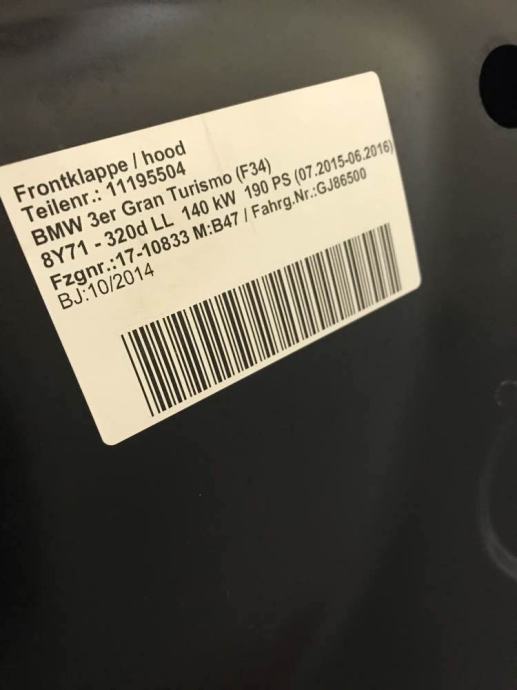 Frontklappe / hood
Teilenr.: 11195504
BMW 3er Gran Turismo (F34)
8Y71 - 320d LL 140 kW 190 PS (07.2015-06.2016)
Fzgnr.:17-10833 M:B47 / Fahrg.Nr.:GJ86500
BJ:10/2014